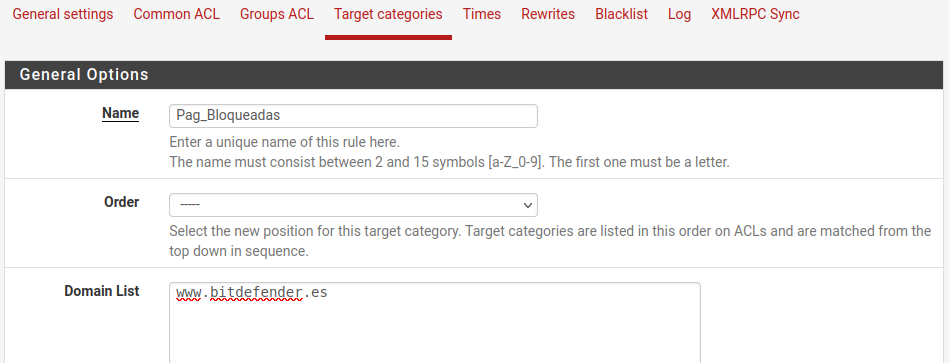 General settings Common ACL Groups ACL Target categories Times Rewrites Blacklist Log XMLRPC Sync
General Options
Name Pag_Bloqueadas
Enter a unique name of this rule here.
The name must consist between 2 and 15 symbols [a-Z_0-9]. The first one must be a letter.
Order -----
Select the new position for this target category. Target categories are listed in this order on ACLs and are matched from the
top down in sequence.
Domain List www.bitdefender.es